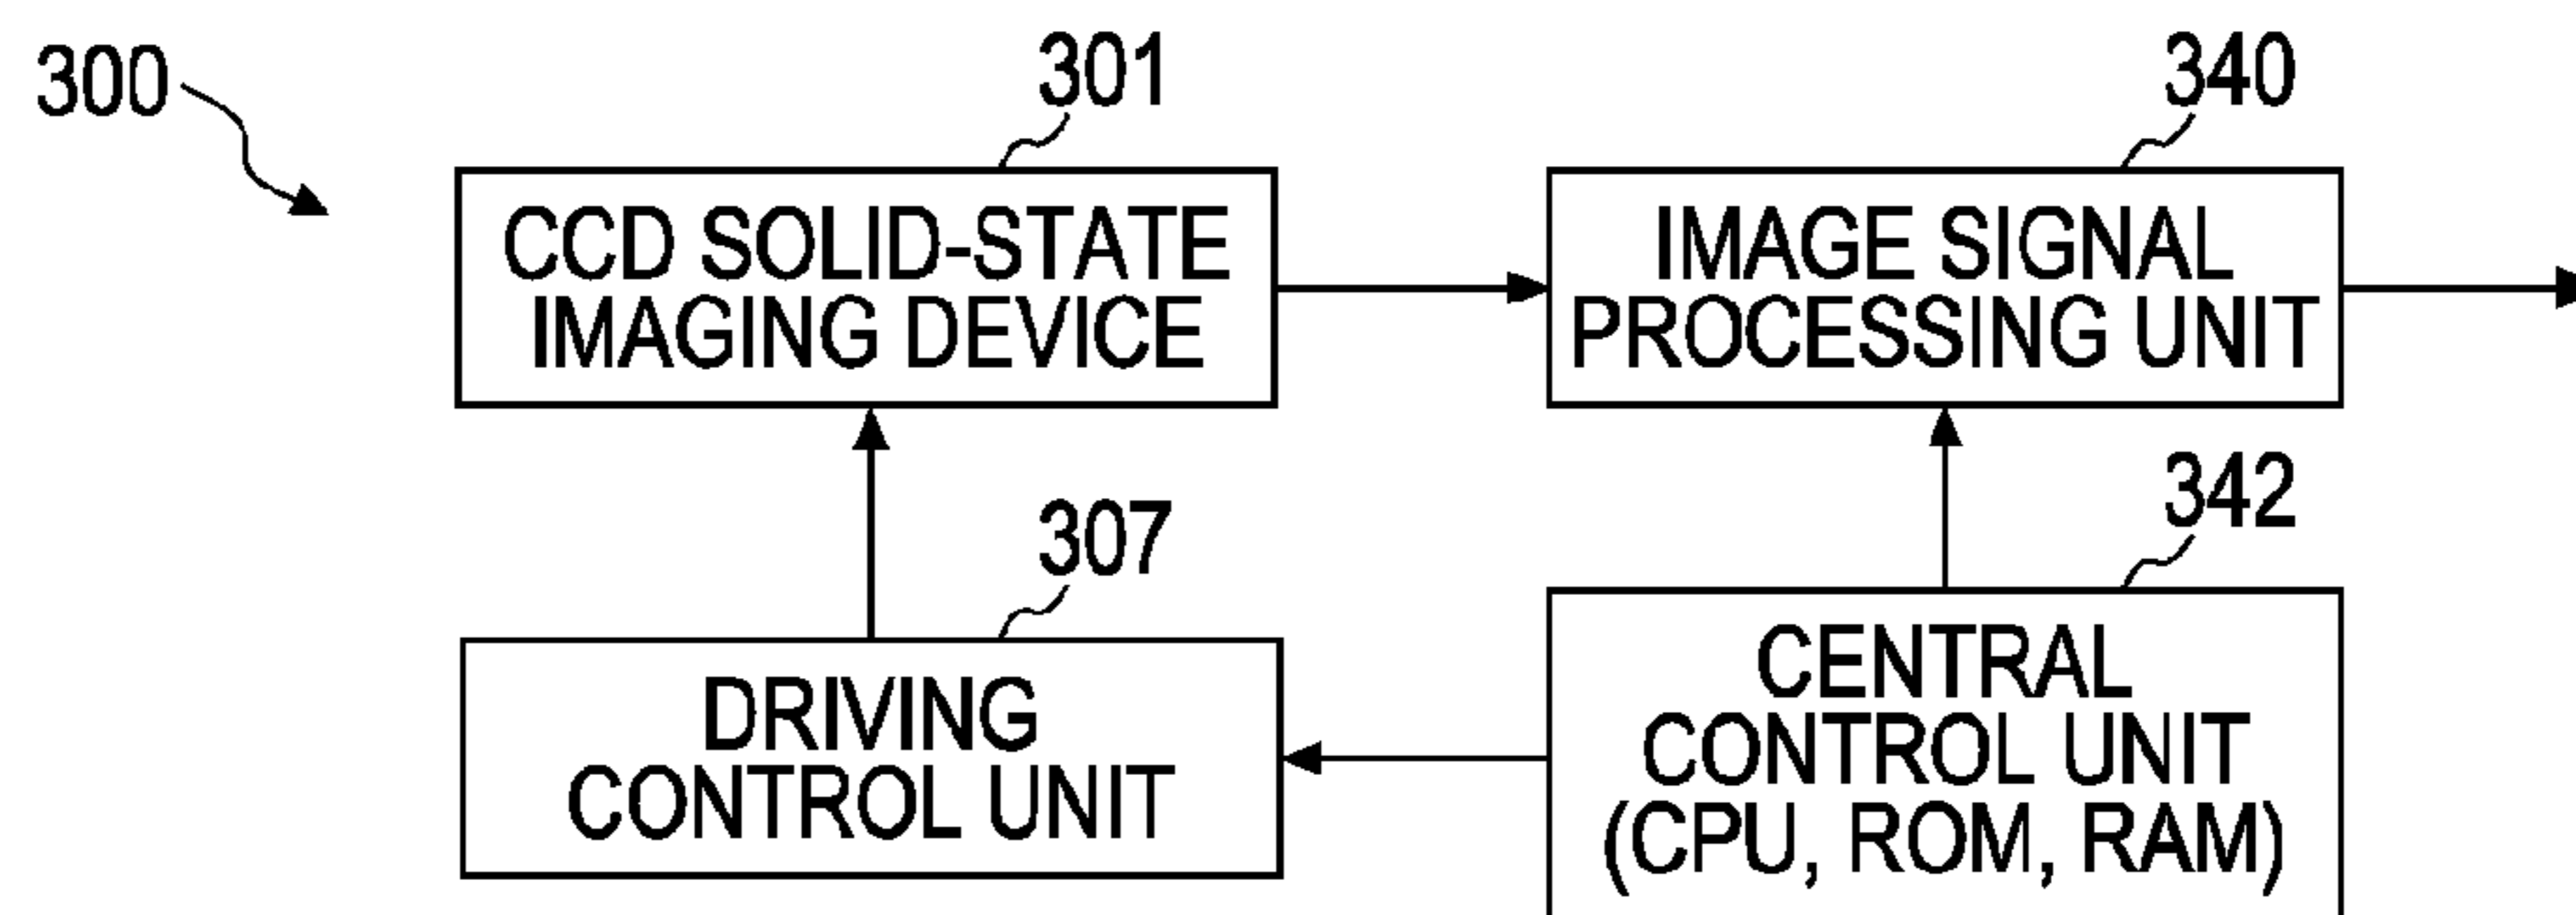 300
301
CCD SOLID-STATE
IMAGING DEVICE
340
IMAGE SIGNAL
PROCESSING UNIT
307
DRIVING
CONTROL UNIT
342
CENTRAL
CONTROL UNIT
(CPU, ROM, RAM)